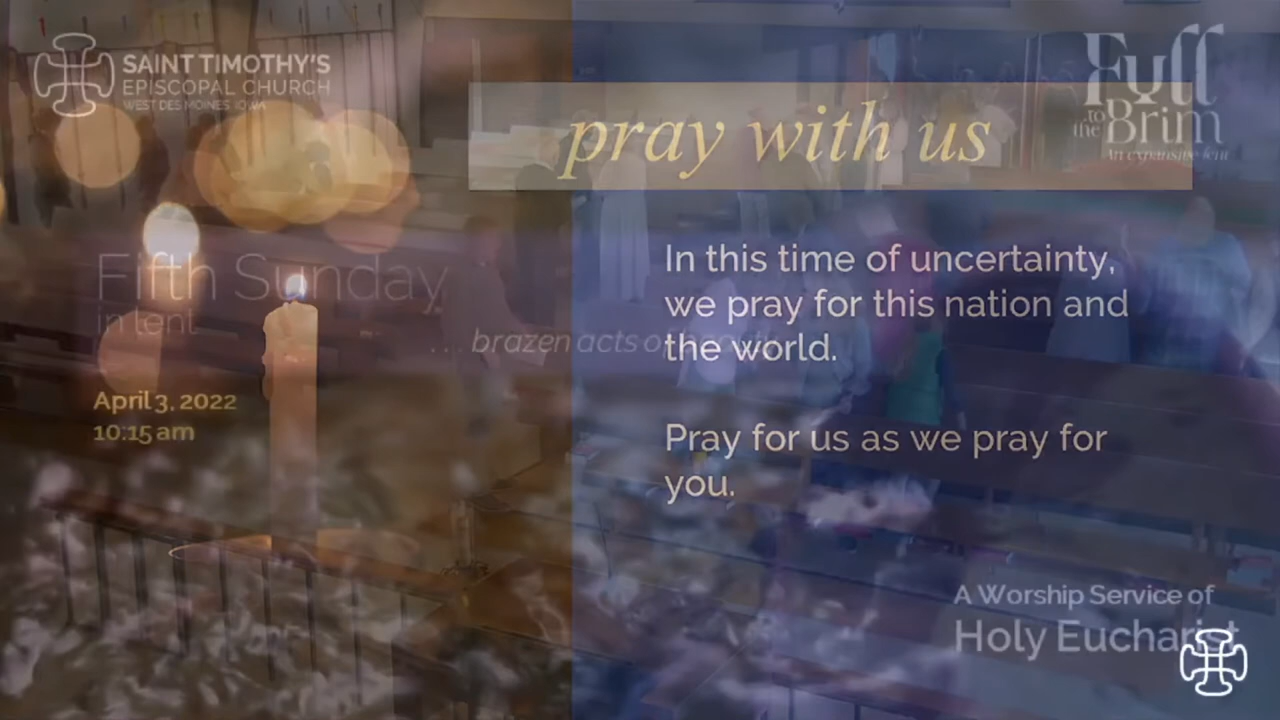 SAINT TIMOTHY'S
EPISCOPAL CHURCH
WEST DES MOINES, IOWA
Full
to
the Brim
An expansive lent
pray with us
In this time of uncertainty,
we pray for this nation and
the world.
Fifth Sunday
in lent
... brazen acts of
April 3, 2022
10:15 am
Pray for us as we pray for
you.
A Worship Service of
Holy Eucharist